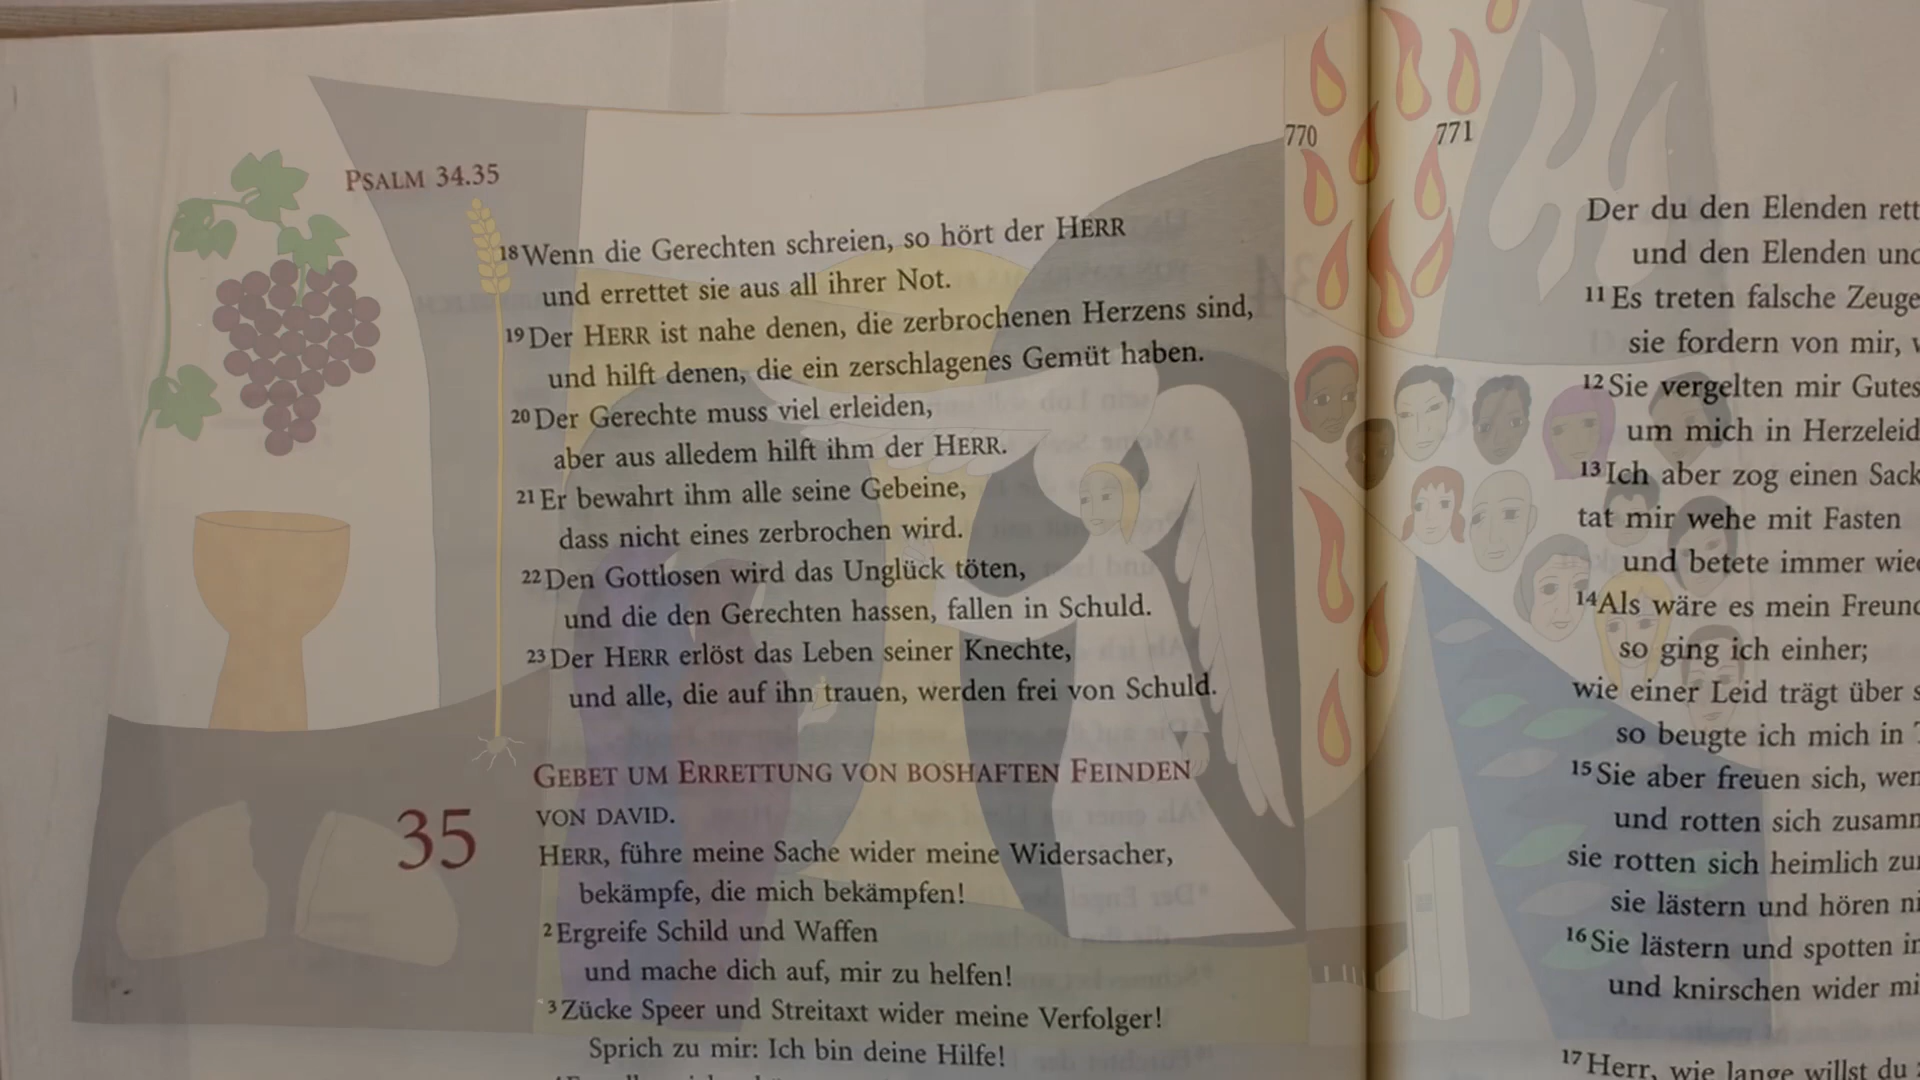 PSALM 34.35
770
18 Wenn die Gerechten schreien, so hört der HERR
und errettet sie aus all ihrer Not.
19 Der HERR ist nahe denen, die zerbrochenen Herzens sind,
und hilft denen, die ein zerschlagenes Gemüt haben.
20 Der Gerechte muss viel erleiden,
aber aus alledem hilft ihm der HERR.
21 Er bewahrt ihm alle seine Gebeine,
dass nicht eines zerbrochen wird.
22 Den Gottlosen wird das Unglück töten,
und die den Gerechten hassen, fallen in Schuld.
23 Der HERR erlöst das Leben seiner Knechte,
und alle, die auf ihn trauen, werden frei von Schuld.
GEBET UM ERRETTUNG VON BOSHAFTEN FEINDEN
35
VON DAVID.
HERR, führe meine Sache wider meine Widersacher,
bekämpfe, die mich bekämpfen!
2 Ergreife Schild und Waffen
und mache dich auf, mir zu helfen!
3 Zücke Speer und Streitaxt wider meine Verfolger!
Sprich zu mir: Ich bin deine Hilfe!
771
Der du den Elenden rett
und den Elenden und
11 Es treten falsche Zeuge
sie fordern von mir, w
12 Sie vergelten mir Gutes
um mich in Herzeleid
13 Ich aber zog einen Sack
tat mir wehe mit Fasten
und betete immer wied
14 Als wäre es mein Freund
so ging ich einher;
wie einer Leid trägt über s
so beugte ich mich in T
15 Sie aber freuen sich, wen
und rotten sich zusamm
sie rotten sich heimlich zu
sie lästern und hören ni
16 Sie lästern und spotten im
und knirschen wider mi
17 Herr, wie lange willst du